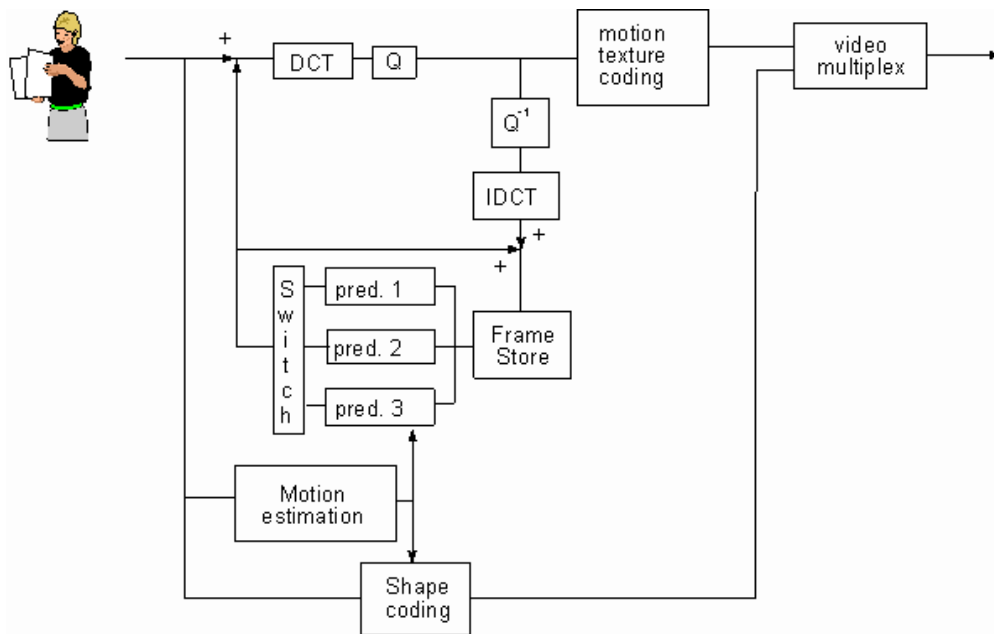 +
DCT
Q
motion
texture
coding
video
multiplex
Q-1
IDCT
+
+
Switch
pred. 1
pred. 2
pred. 3
Frame
Store
Motion
estimation
Shape
coding